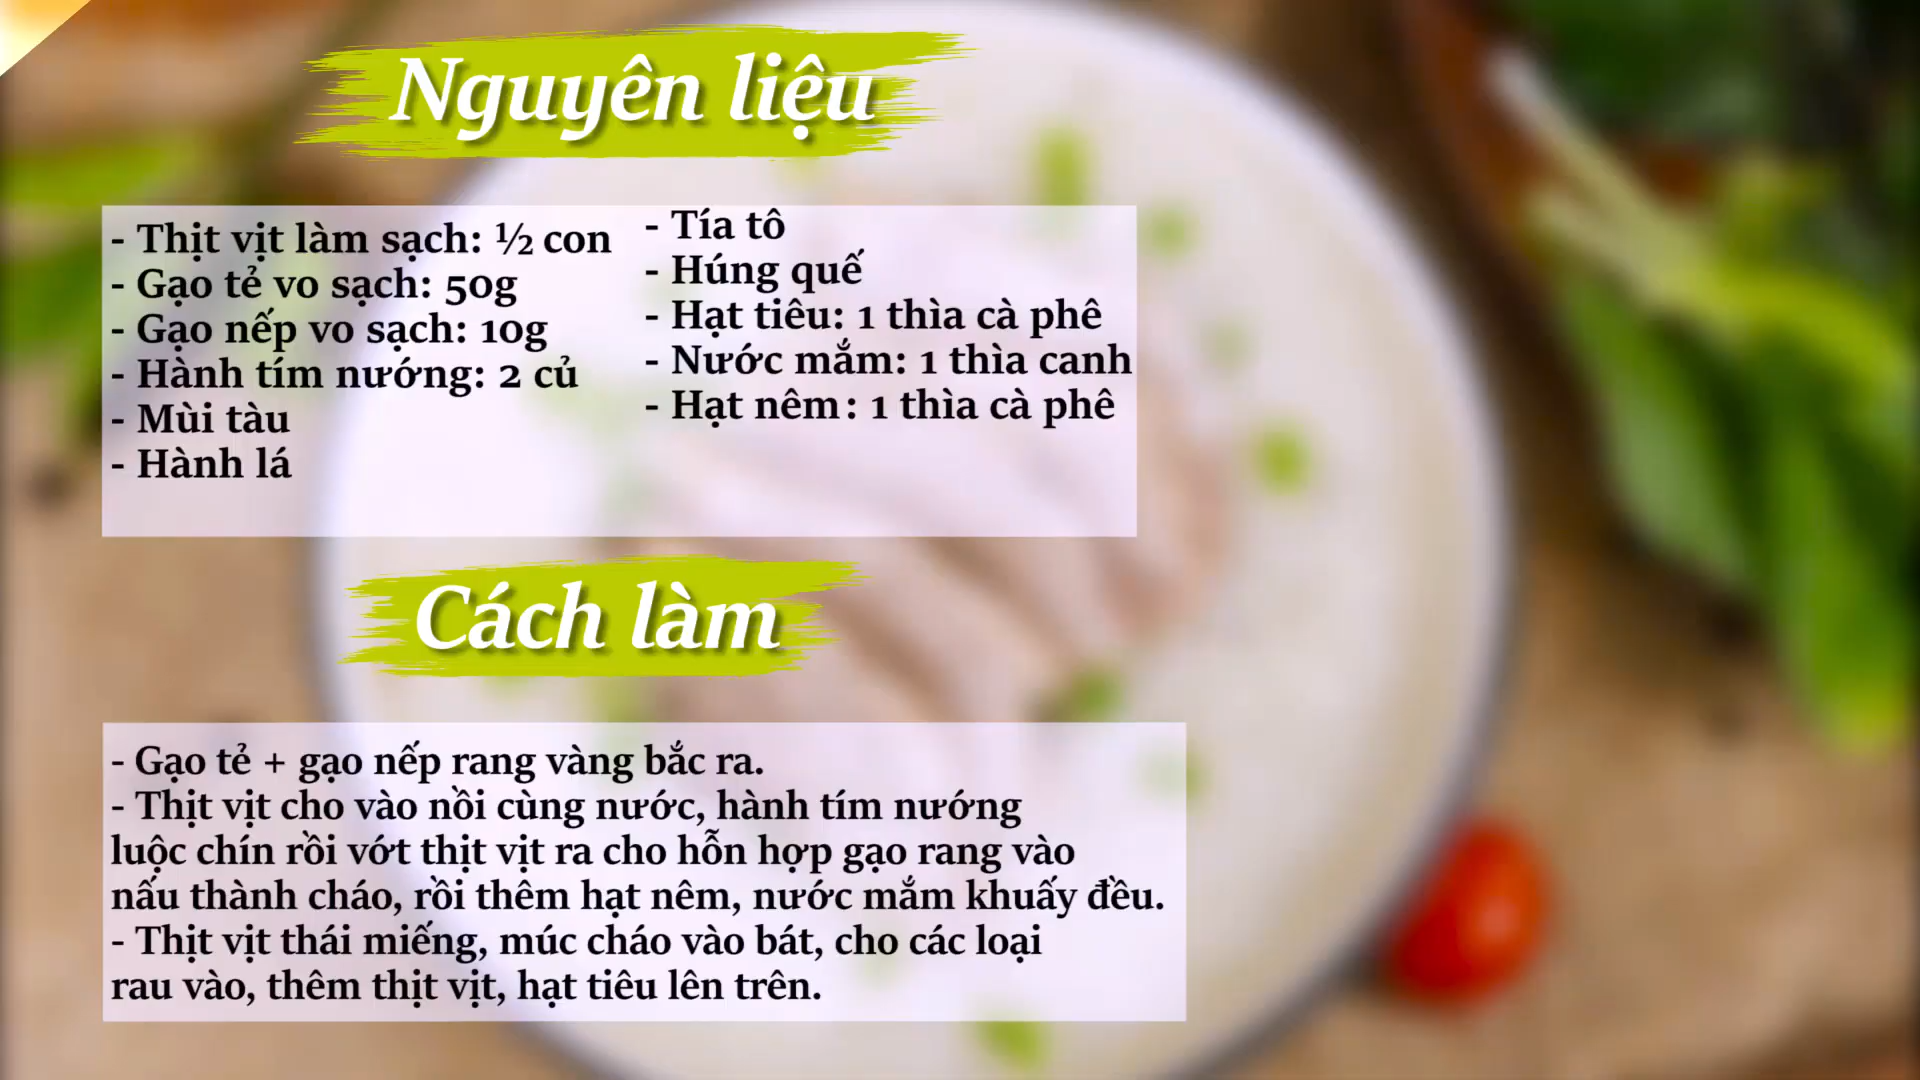 Nguyên liệu
- Thịt vịt làm sạch: ½ con
- Gạo tẻ vo sạch: 50g
- Gạo nếp vo sạch: 10g
- Hành tím nướng: 2 củ
- Mùi tàu
- Hành lá
- Tía tô
- Húng quế
- Hạt tiêu: 1 thìa cà phê
- Nước mắm: 1 thìa canh
- Hạt nêm: 1 thìa cà phê
Cách làm
- Gạo tẻ + gạo nếp rang vàng bắc ra.
- Thịt vịt cho vào nồi cùng nước, hành tím nướng
luộc chín rồi vớt thịt vịt ra cho hỗn hợp gạo rang vào
nấu thành cháo, rồi thêm hạt nêm, nước mắm khuấy đều.
- Thịt vịt thái miếng, múc cháo vào bát, cho các loại
rau vào, thêm thịt vịt, hạt tiêu lên trên.